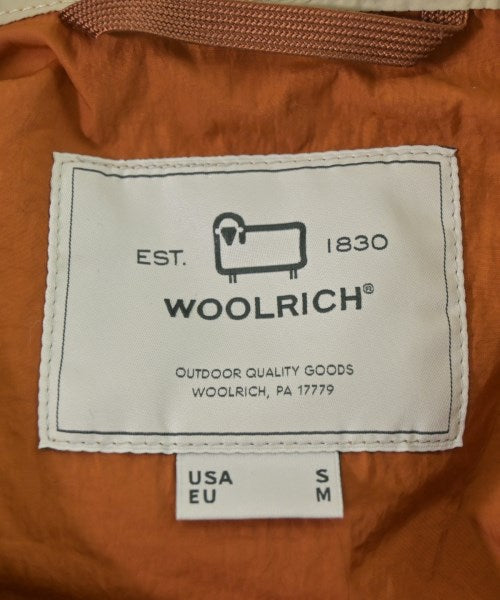 EST. 1830
WOOLRICH®
OUTDOOR QUALITY GOODS
WOOLRICH, PA 17779
USA S
EU M